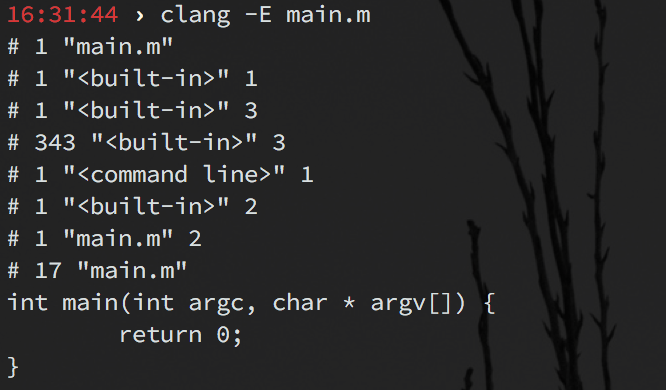 16:31:44 › clang -E main.m
# 1 "main.m"
# 1 "<built-in>" 1
# 1 "<built-in>" 3
# 343 "<built-in>" 3
# 1 "<command line>" 1
# 1 "<built-in>" 2
# 1 "main.m" 2
# 17 "main.m"
int main(int argc, char * argv[]) {
        return 0;
}